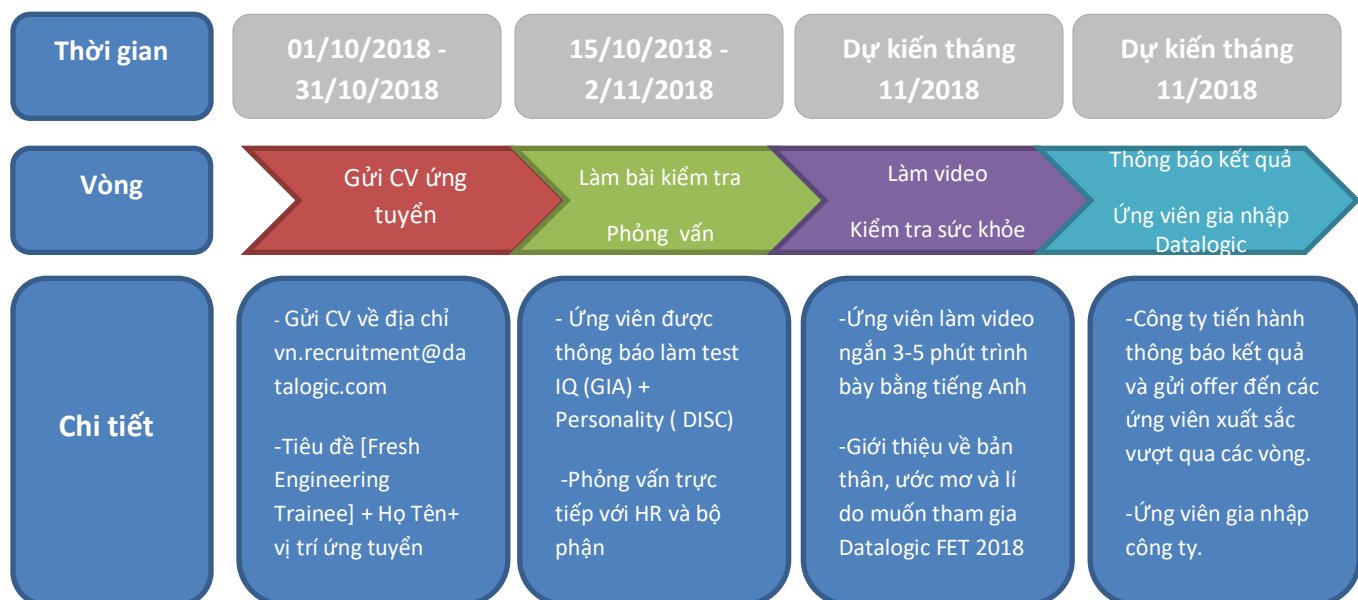 Thời gian
01/10/2018 -
31/10/2018
15/10/2018 -
2/11/2018
Dự kiến tháng
11/2018
Dự kiến tháng
11/2018
Vòng
Gửi CV ứng
tuyển
Làm bài kiểm tra
Phỏng vấn
Làm video
Kiểm tra sức khỏe
Thông báo kết quả
Ứng viên gia nhập
Datalogic
Chi tiết
- Gửi CV về địa chỉ
vn.recruitment@da
talogic.com
-Tiêu đề [Fresh
Engineering
Trainee] + Họ Tên+
vị trí ứng tuyển
- Ứng viên được
thông báo làm test
IQ (GIA) +
Personality ( DISC)
-Phỏng vấn trực
tiếp với HR và bộ
phận
-Ứng viên làm video
ngắn 3-5 phút trình
bày bằng tiếng Anh
-Giới thiệu về bản
thân, ước mơ và lí
do muốn tham gia
Datalogic FET 2018
-Công ty tiến hành
thông báo kết quả
và gửi offer đến các
ứng viên xuất sắc
vượt qua các vòng.
-Ứng viên gia nhập
công ty.